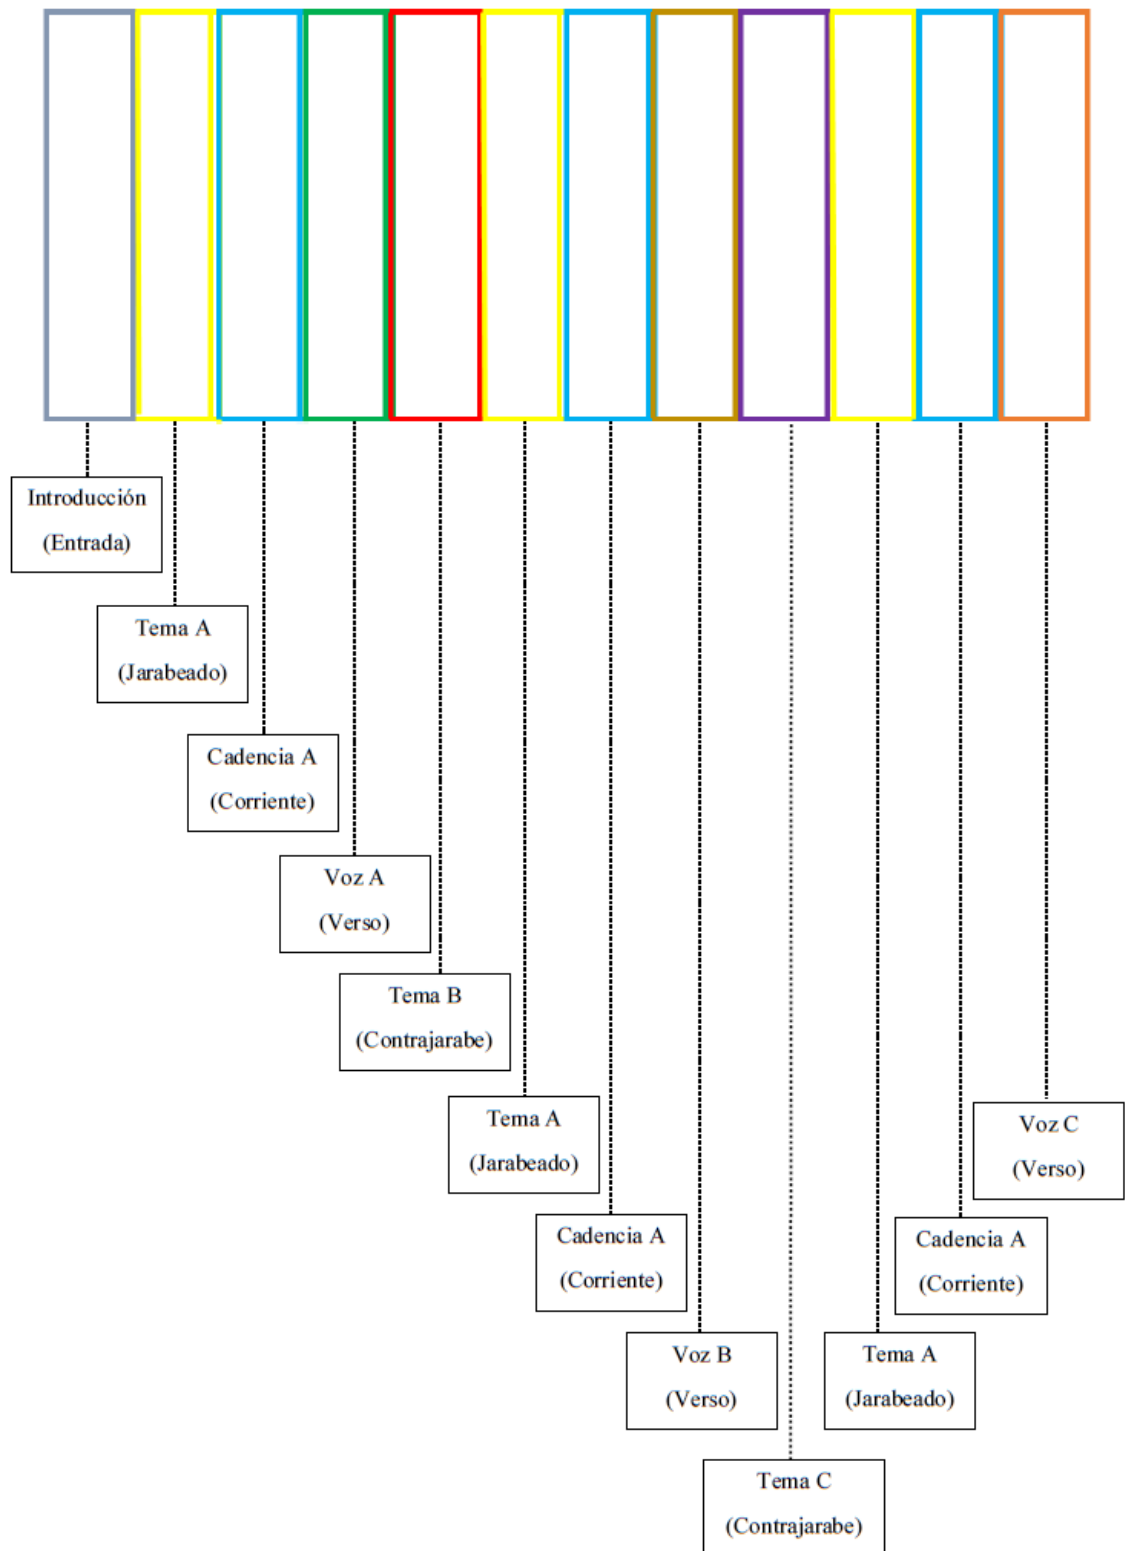 Introducción
(Entrada)
Tema A
(Jarabeado)
Cadencia A
(Corriente)
Voz A
(Verso)
Tema B
(Contrajarabe)
Tema A
(Jarabeado)
Cadencia A
(Corriente)
Voz B
(Verso)
Tema C
(Contrajarabe)
Tema A
(Jarabeado)
Cadencia A
(Corriente)
Voz C
(Verso)